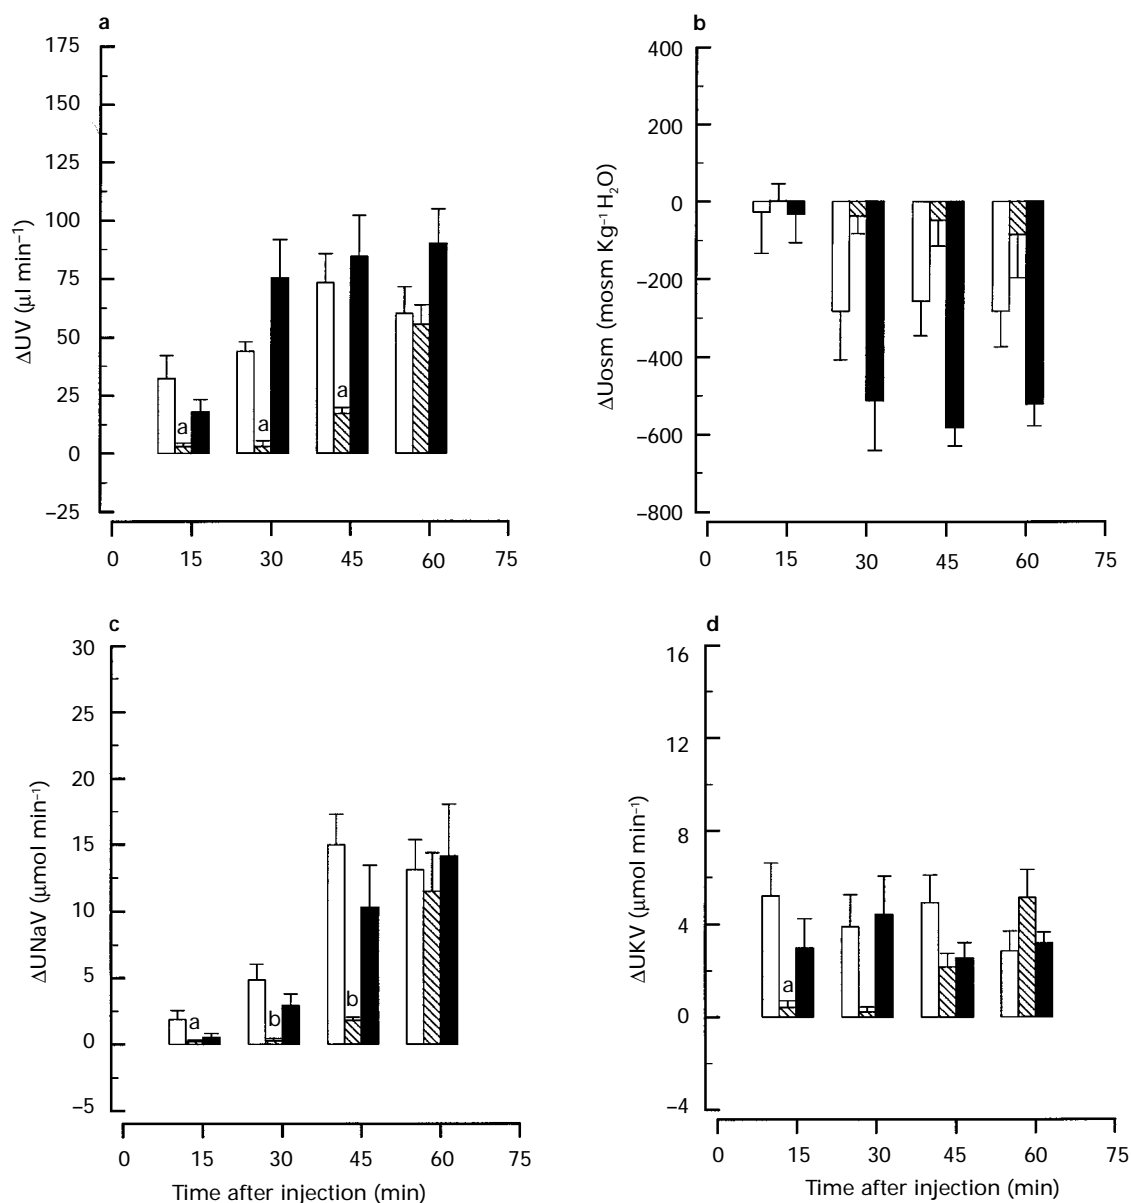 a
175
150
125
100
75
50
25
0
−25
ΔUV (μl min⁻¹)
a
a
a
0 15 30 45 60 75
b
400
200
0
−200
−400
−600
−800
ΔUosm (mosm Kg⁻¹ H₂O)
0 15 30 45 60 75
c
30
25
20
15
10
5
0
−5
ΔUNaV (μmol min⁻¹)
a
b
b
0 15 30 45 60 75
Time after injection (min)
d
16
12
8
4
0
−4
ΔUKV (μmol min⁻¹)
a
0 15 30 45 60 75
Time after injection (min)